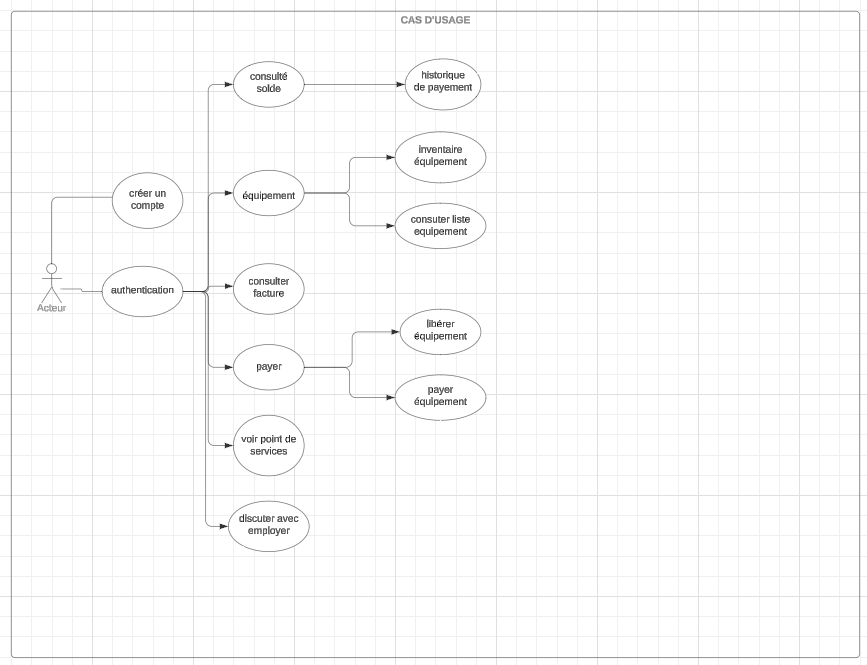 CAS D'USAGE
consulté
solde
historique
de payement
inventaire
équipement
créer un
compte
équipement
consuter liste
equipement
authentication
Acteur
consulter
facture
libérer
équipement
payer
payer
équipement
voir point de
services
discuter avec
employer